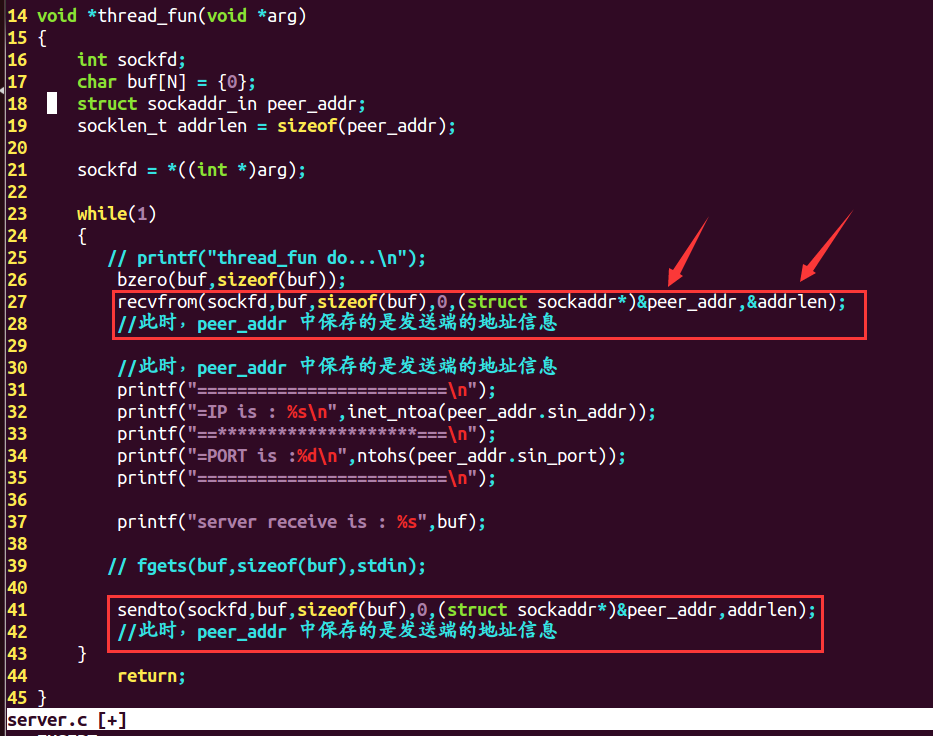 14 void *thread_fun(void *arg)
15 {
16     int sockfd;
17     char buf[N] = {0};
18     struct sockaddr_in peer_addr;
19     socklen_t addrlen = sizeof(peer_addr);
20
21     sockfd = *((int *)arg);
22
23     while(1)
24     {
25        // printf("thread_fun do...\n");
26         bzero(buf,sizeof(buf));
27         recvfrom(sockfd,buf,sizeof(buf),0,(struct sockaddr*)&peer_addr,&addrlen);
28         //此时，peer_addr 中保存的是发送端的地址信息
29
30         //此时，peer_addr 中保存的是发送端的地址信息
31         printf("=========================\n");
32         printf("=IP is : %s\n",inet_ntoa(peer_addr.sin_addr));
33         printf("==********************===\n");
34         printf("=PORT is :%d\n",ntohs(peer_addr.sin_port));
35         printf("=========================\n");
36
37         printf("server receive is : %s",buf);
38
39        // fgets(buf,sizeof(buf),stdin);
40
41         sendto(sockfd,buf,sizeof(buf),0,(struct sockaddr*)&peer_addr,addrlen);
42         //此时，peer_addr 中保存的是发送端的地址信息
43     }
44         return;
45 }
server.c [+]